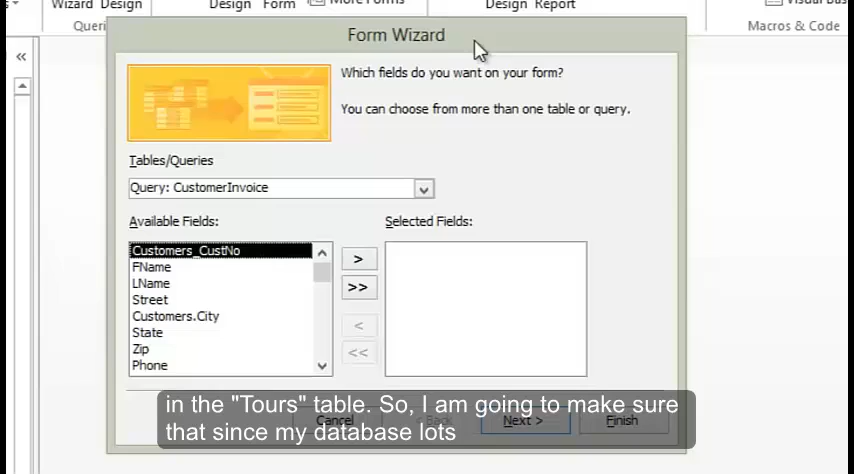 Wizard Design
Design Form
More Forms
Design Report
Macros & Code
Form Wizard
Which fields do you want on your form?
You can choose from more than one table or query.
Tables/Queries
Query: CustomerInvoice
Available Fields:
Selected Fields:
Customers_CustNo
FName
LName
Street
Customers.City
State
Zip
Phone
>
>>
<
<<
in the "Tours" table. So, I am going to make sure
that since my database lots
Cancel
< Back
Next >
Finish